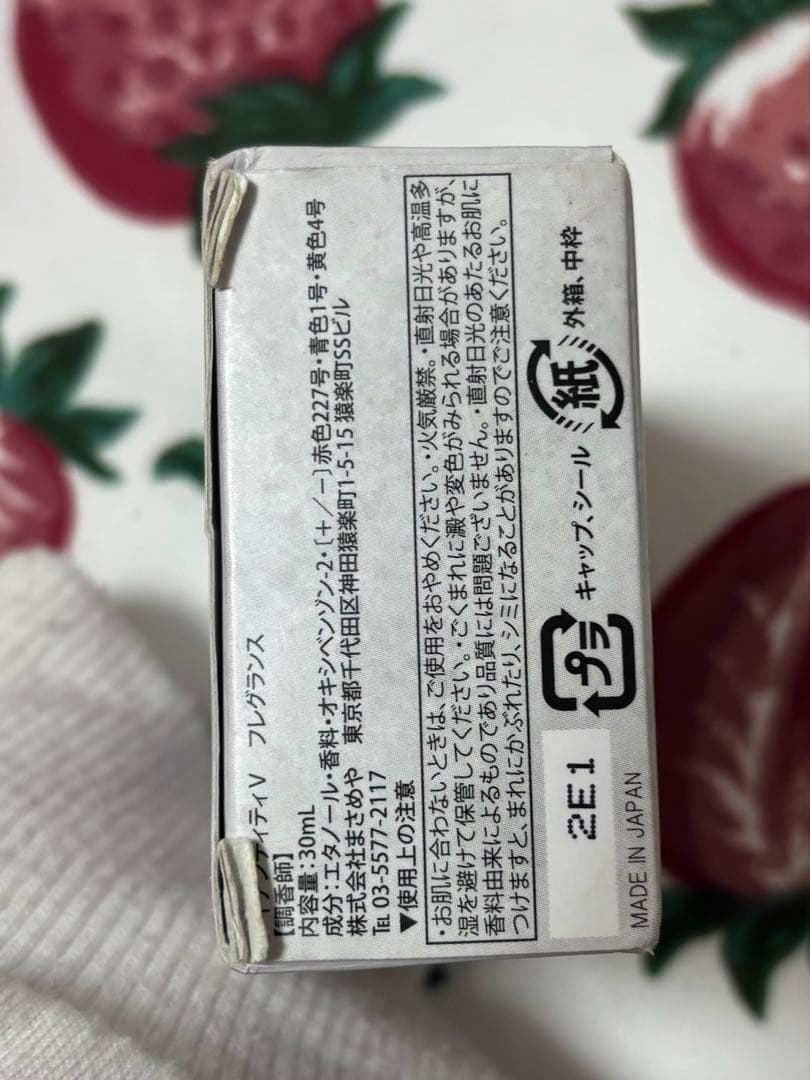 ティV フレグランス
【調香師】
内容量：30mL
成分：エタノール・香料・オキシベンゾン-2・〔＋／－〕赤色227号・青色1号・黄色4号
株式会社まさめや 東京都千代田区神田猿楽町1-5-15 猿楽町SSビル
Tel 03-5577-2117
▼使用上の注意
・お肌に合わないときは、ご使用をおやめください。・火気厳禁。・直射日光や高温多
湿を避けて保管してください。・ごくまれに澱や変色がみられる場合がありますが、
香料由来によるものであり品質には問題ございません。・直射日光のあたるお肌に
つけますと、まれにかぶれたり、シミになることがありますのでご注意ください。
プラ キャップ、シール 紙 外箱、中枠
2E1
MADE IN JAPAN